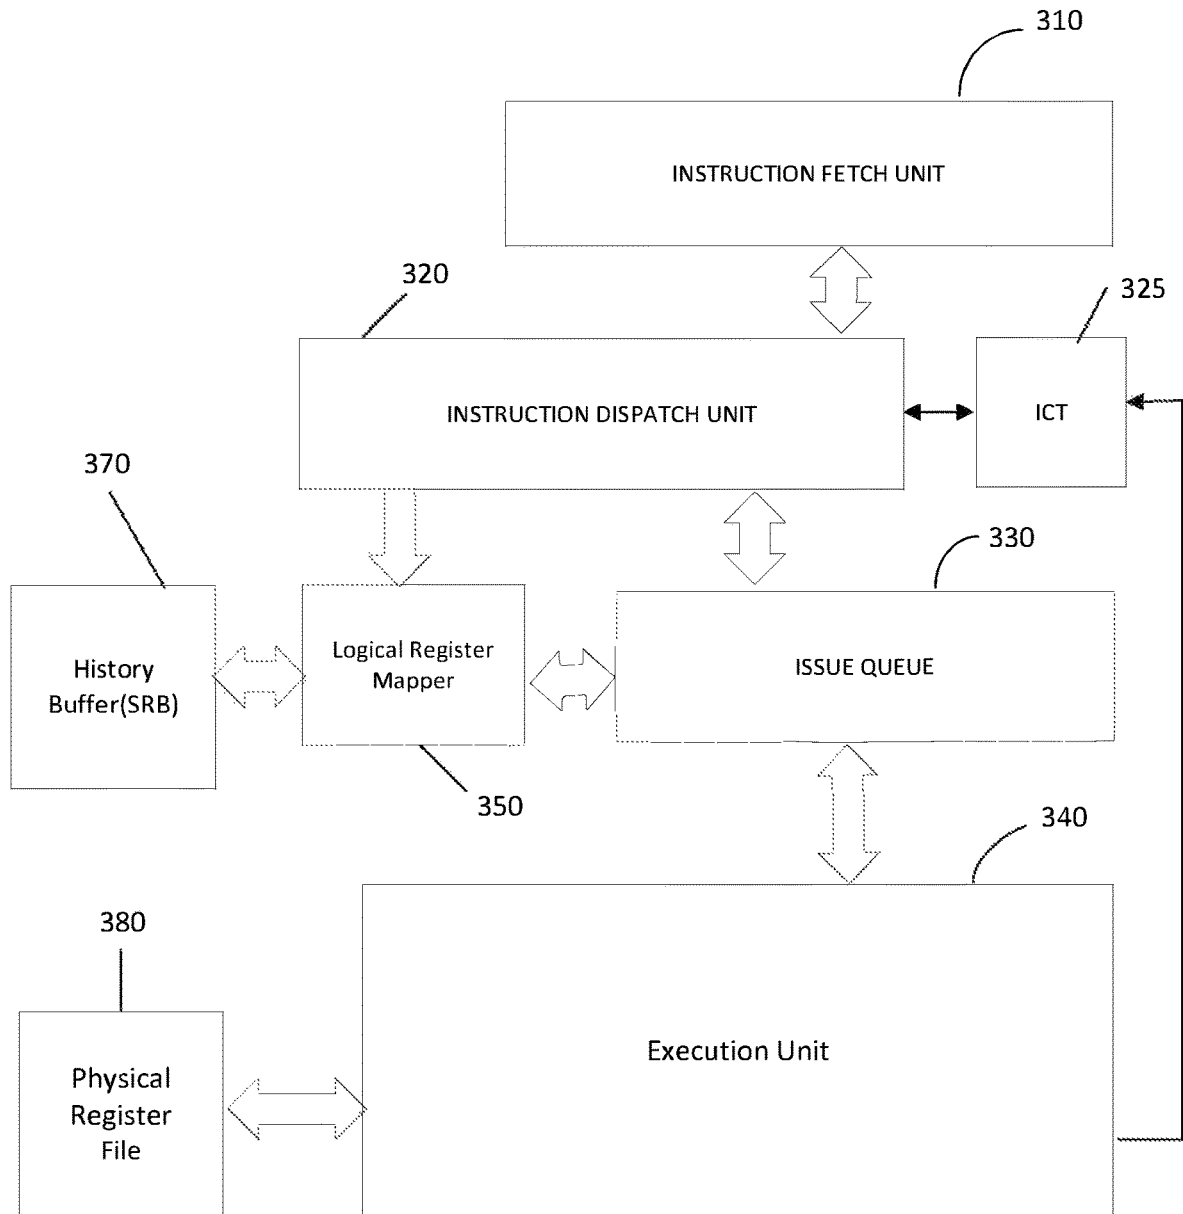 310
INSTRUCTION FETCH UNIT
320
325
INSTRUCTION DISPATCH UNIT
ICT
370
330
History
Buffer(SRB)
Logical Register
Mapper
ISSUE QUEUE
350
340
380
Execution Unit
Physical
Register
File